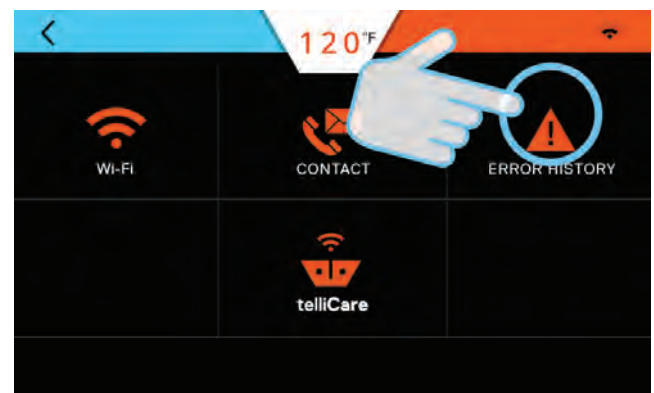 120°F
Wi-Fi
CONTACT
ERROR HISTORY
telliCare